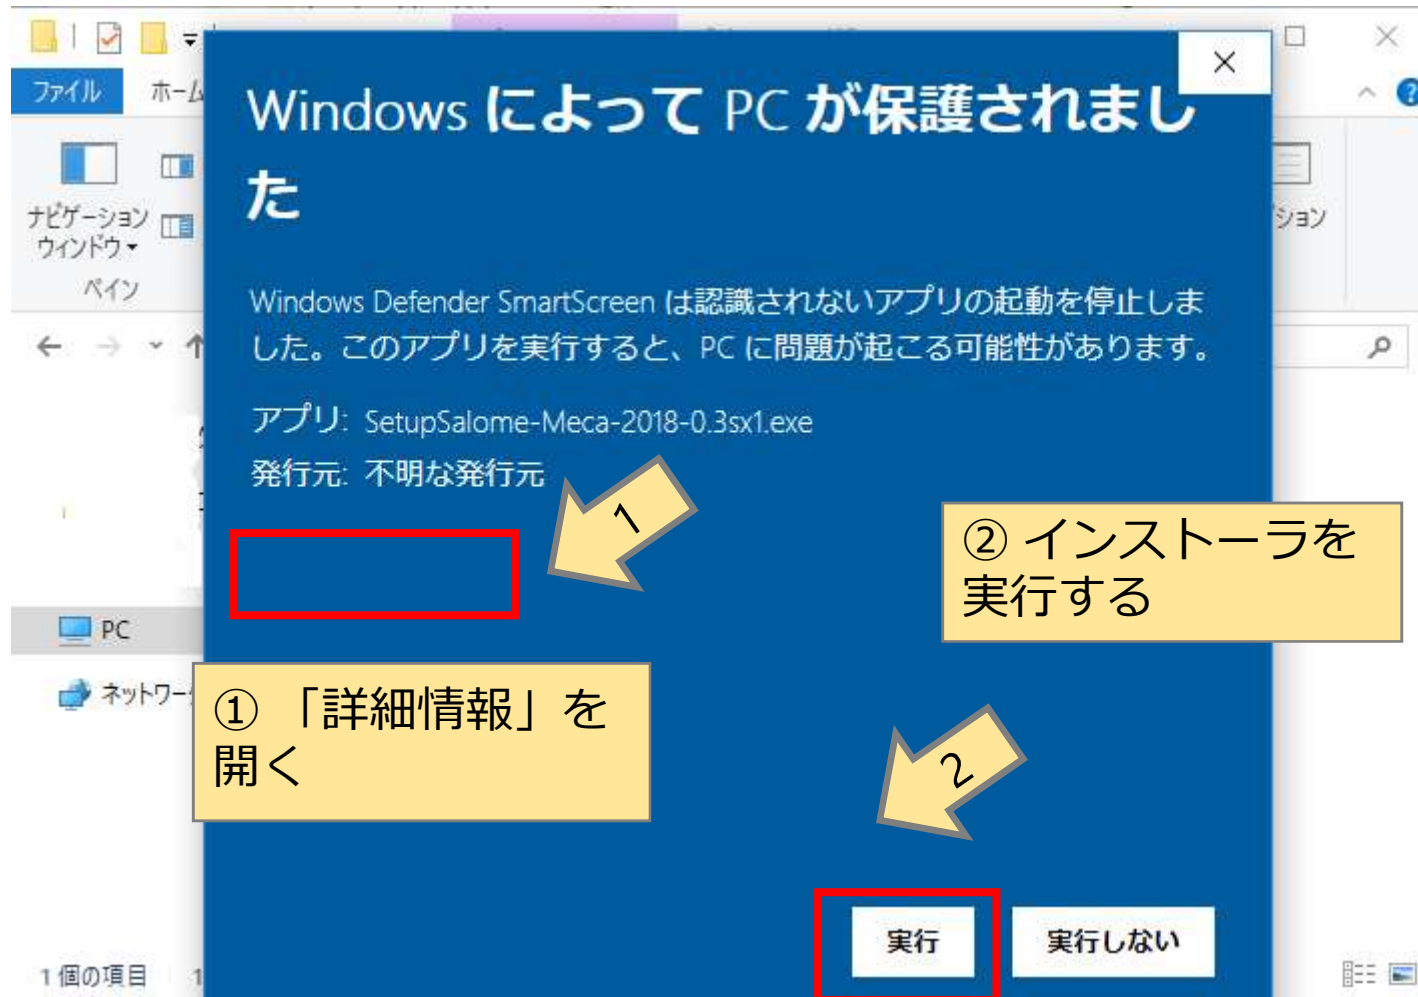 ファイル
ホーム
Windows によって PC が保護されまし
た
ナビゲーション
ウィンドウ
ペイン
ション
Windows Defender SmartScreen は認識されないアプリの起動を停止しま
した。このアプリを実行すると、PC に問題が起こる可能性があります。
アプリ: SetupSalome-Meca-2018-0.3sx1.exe
発行元: 不明な発行元
1
② インストーラを
実行する
PC
ネットワーク
① 「詳細情報」を
開く
2
実行
実行しない
1 個の項目
1